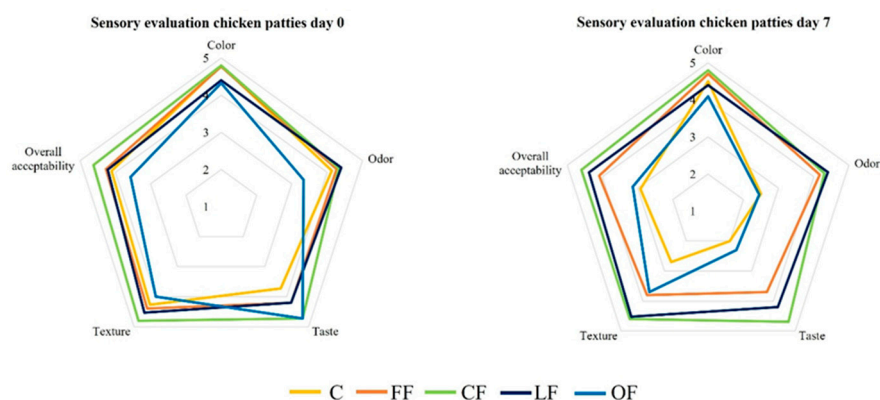 Sensory evaluation chicken patties day 0
Color
5
4
3
2
1
Odor
Taste
Texture
Overall
acceptability
Sensory evaluation chicken patties day 7
Color
5
4
3
2
1
Odor
Taste
Texture
Overall
acceptability
C FF CF LF OF